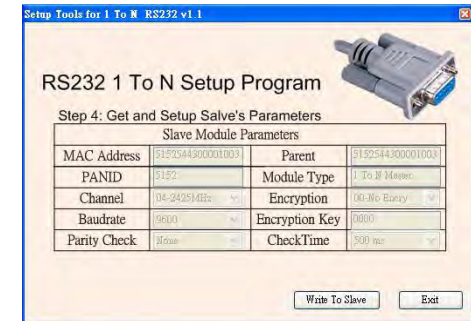 Setup Tools for 1 To N RS232 v1.1
RS232 1 To N Setup Program
Step 4: Get and Setup Salve's Parameters
Slave Module Parameters
MAC Address 5152544300001003 Parent 5152544300001003
PANID 5152 Module Type 1 To N Master
Channel 04-2425MHz Encryption 00-No Encry
Baudrate 9600 Encryption Key 0000
Parity Check None CheckTime 500 ms
Write To Slave Exit